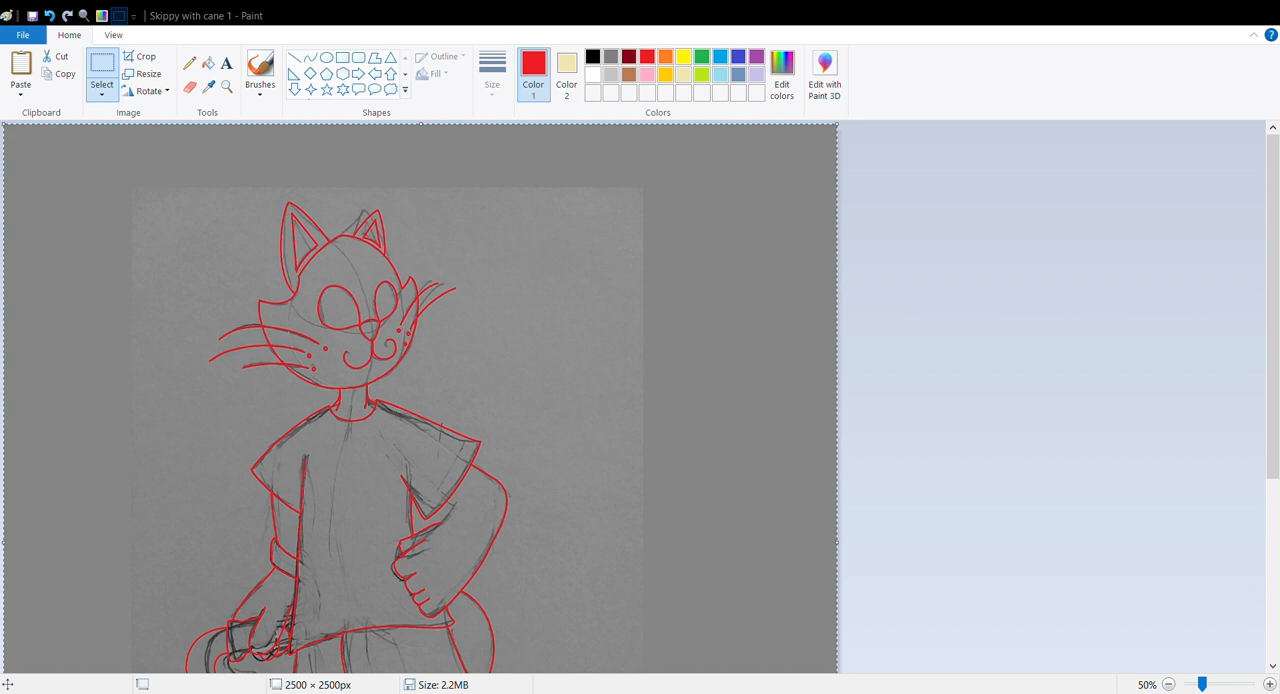 Skippy with cane 1 - Paint
File Home View
Paste
Cut
Copy
Clipboard
Select
Crop
Resize
Rotate
Image
Tools
Brushes
Shapes
Outline
Fill
Size
Color 1
Color 2
Edit colors
Colors
Edit with Paint 3D
2500 × 2500px
Size: 2.2MB
50%